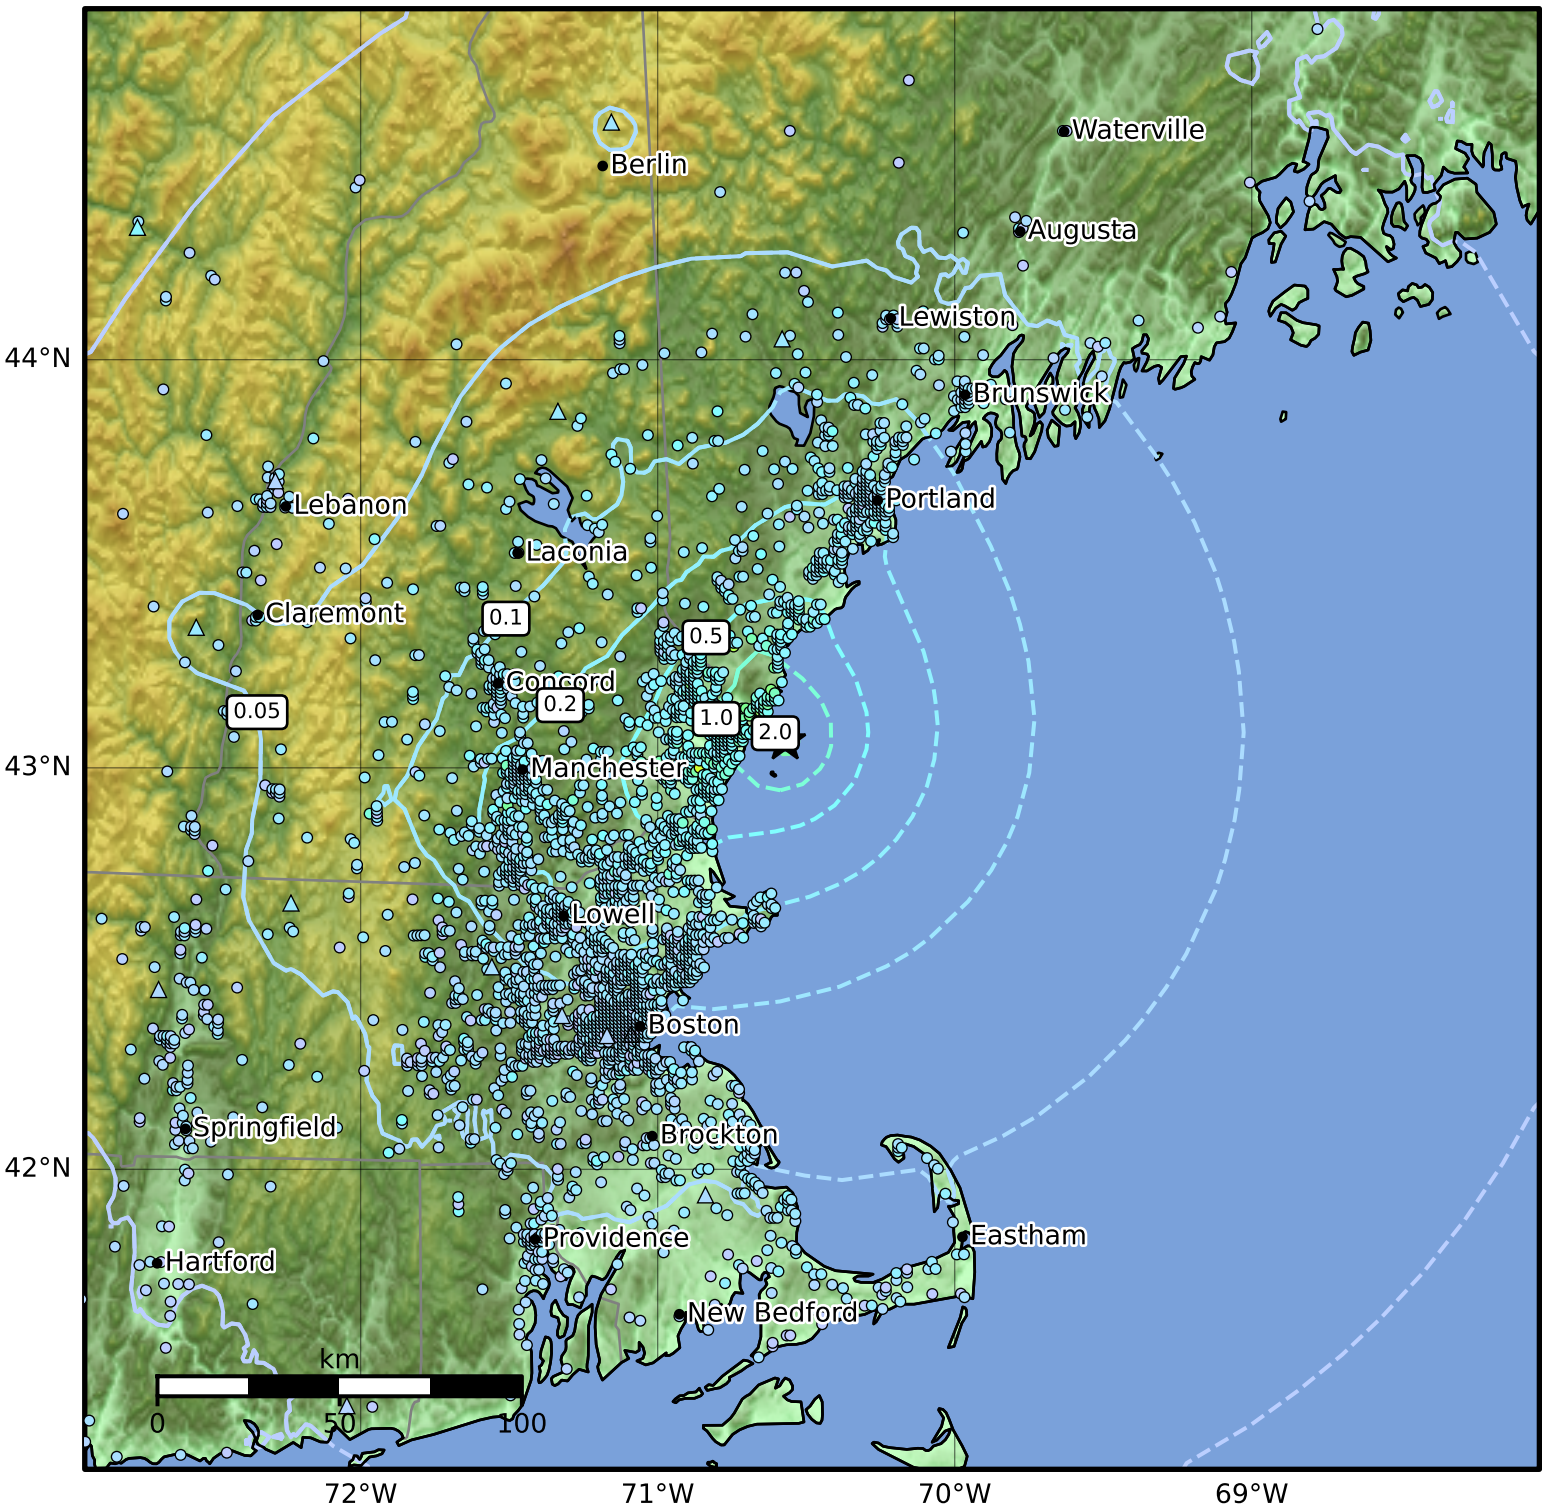 Waterville
Berlin
Augusta
Lewiston
44°N
Brunswick
Portland
Lebanon
Laconia
Claremont
0.1
0.5
Concord
0.2
0.05
1.0
2.0
43°N
Manchester
Lowell
Boston
Springfield
Brockton
42°N
Providence
Eastham
Hartford
New Bedford
km
0 50 100
72°W 71°W 70°W 69°W